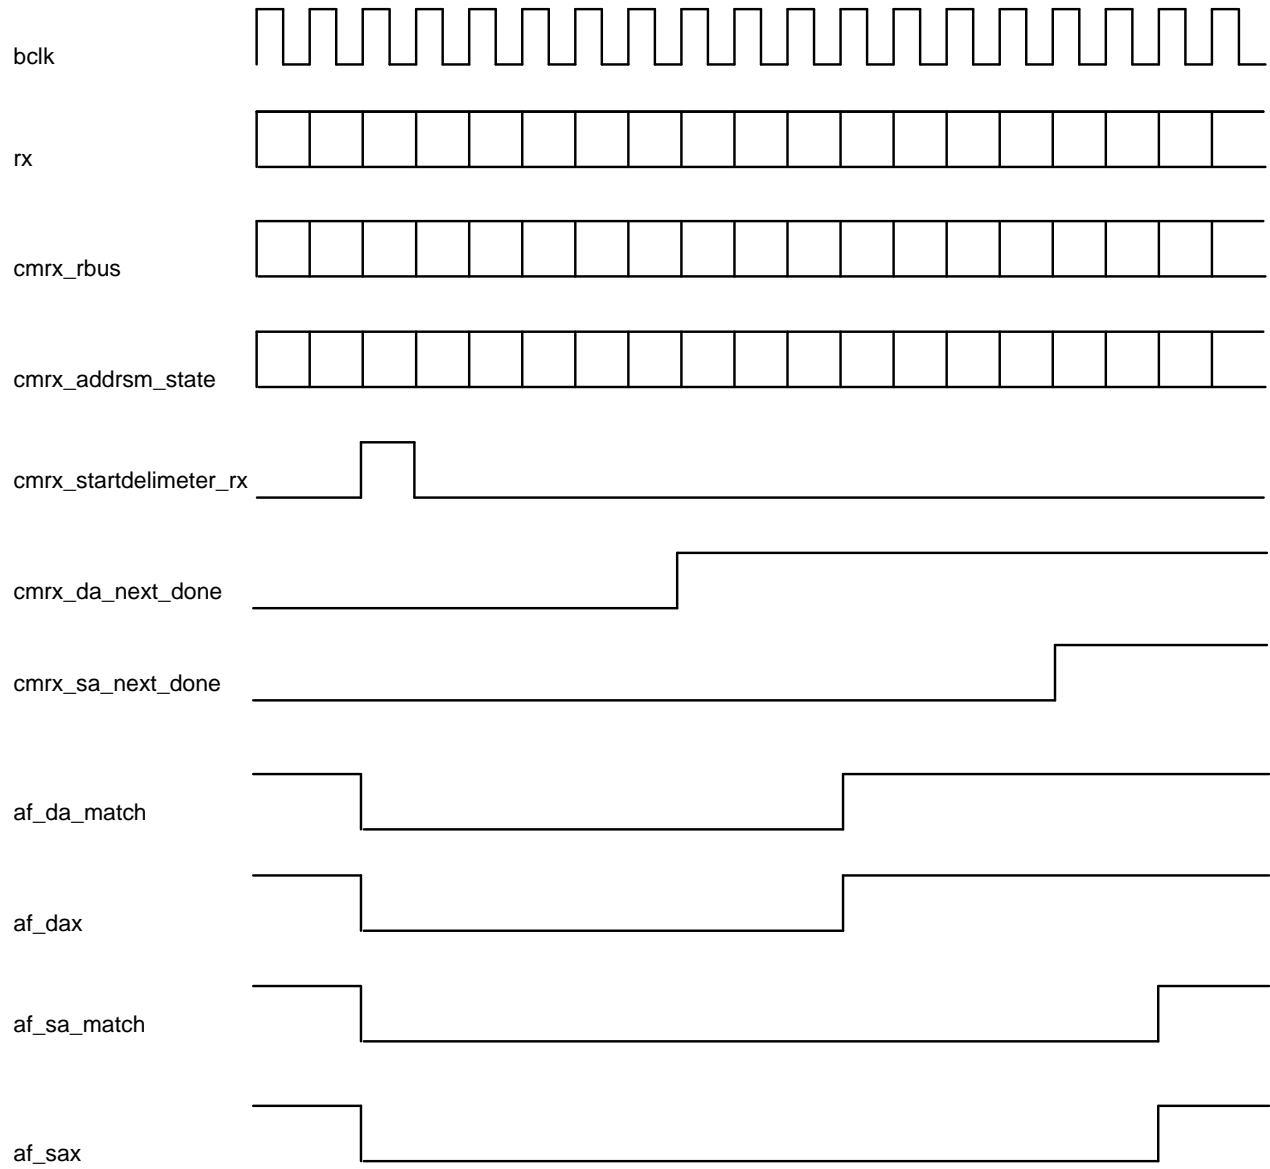 bclk
rx
cmrx_rbus
cmrx_addrsm_state
cmrx_startdelimeter_rx
cmrx_da_next_done
cmrx_sa_next_done
af_da_match
af_dax
af_sa_match
af_sax